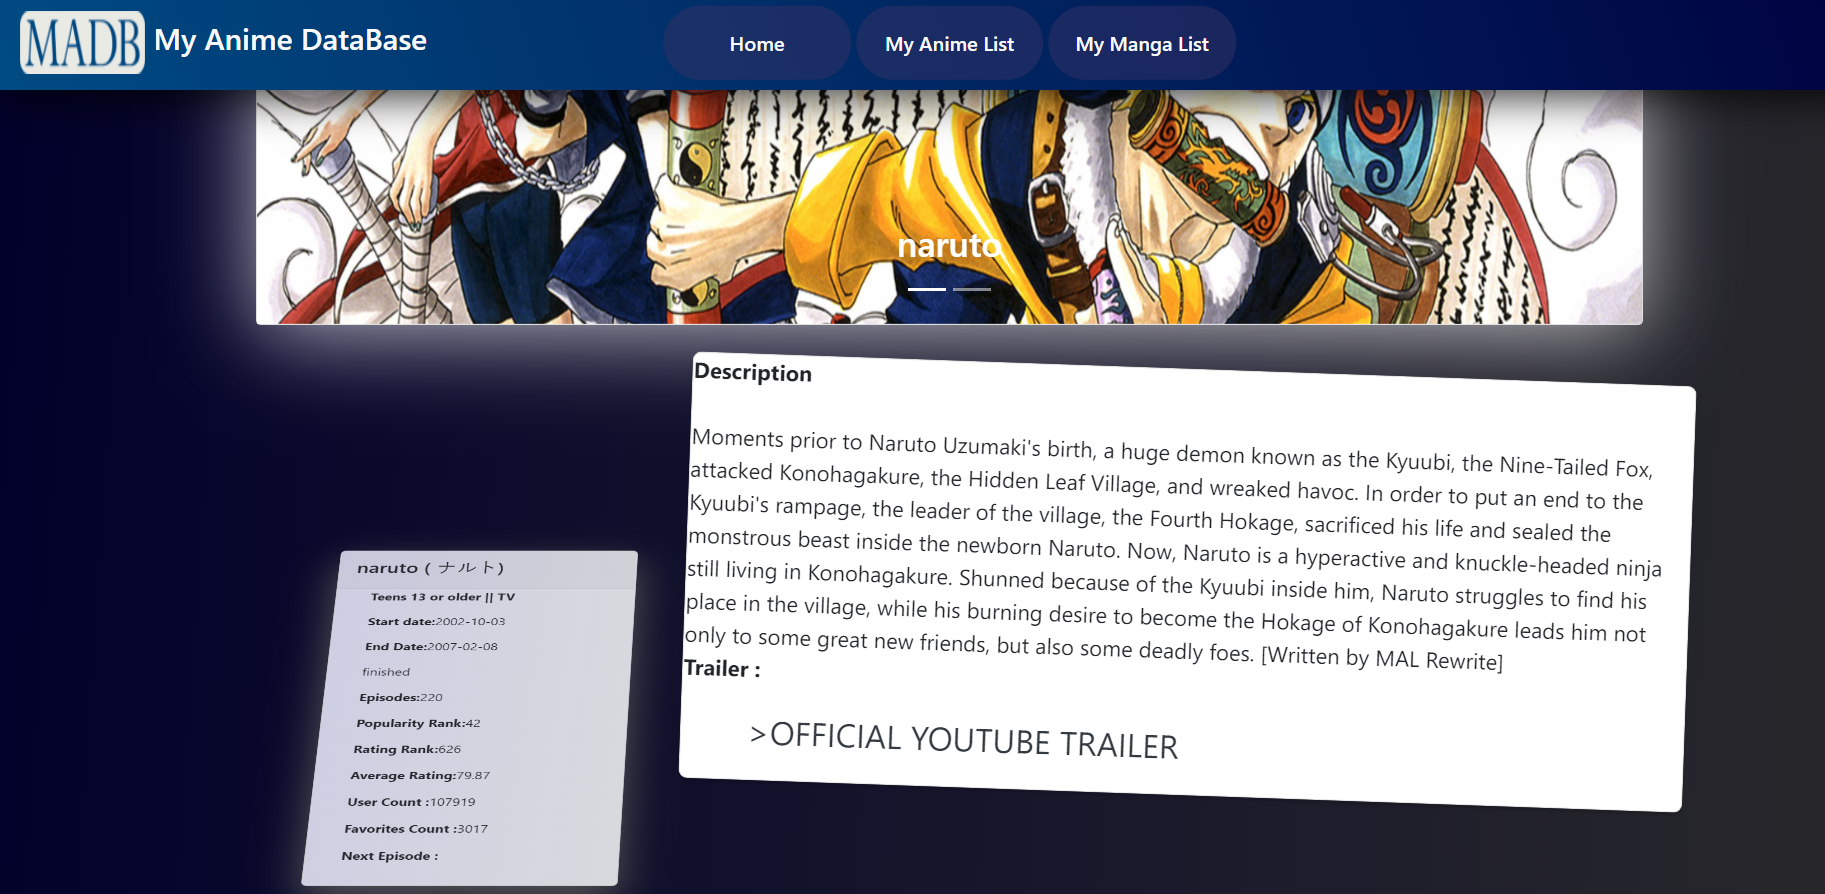 MADB My Anime DataBase
Home
My Anime List
My Manga List
naruto
Description
Moments prior to Naruto Uzumaki's birth, a huge demon known as the Kyuubi, the Nine-Tailed Fox,
attacked Konohagakure, the Hidden Leaf Village, and wreaked havoc. In order to put an end to the
Kyuubi's rampage, the leader of the village, the Fourth Hokage, sacrificed his life and sealed the
monstrous beast inside the newborn Naruto. Now, Naruto is a hyperactive and knuckle-headed ninja
still living in Konohagakure. Shunned because of the Kyuubi inside him, Naruto struggles to find his
place in the village, while his burning desire to become the Hokage of Konohagakure leads him not
only to some great new friends, but also some deadly foes. [Written by MAL Rewrite]
Trailer :
>OFFICIAL YOUTUBE TRAILER
naruto ( ナルト)
Teens 13 or older || TV
Start date:2002-10-03
End Date:2007-02-08
finished
Episodes:220
Popularity Rank:42
Rating Rank:626
Average Rating:79.87
User Count :107919
Favorites Count :3017
Next Episode :